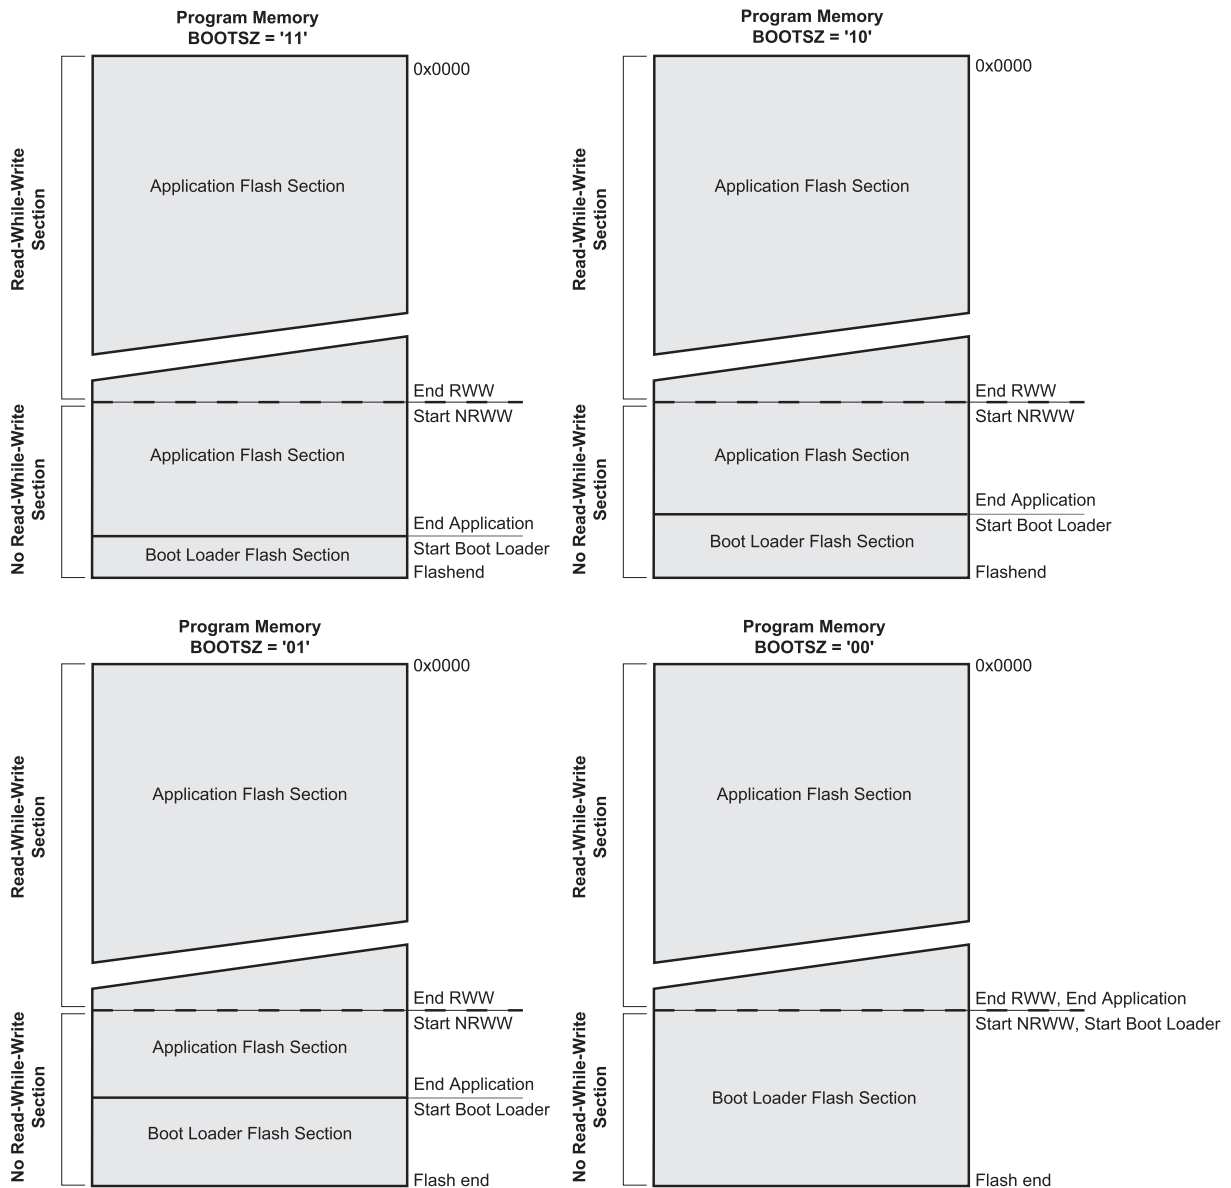 Program Memory
BOOTSZ = '11'
0x0000
Read-While-Write
Section
Application Flash Section
End RWW
Start NRWW
No Read-While-Write
Section
Application Flash Section
End Application
Start Boot Loader
Boot Loader Flash Section
Flashend
Program Memory
BOOTSZ = '10'
0x0000
Read-While-Write
Section
Application Flash Section
End RWW
Start NRWW
No Read-While-Write
Section
Application Flash Section
End Application
Start Boot Loader
Boot Loader Flash Section
Flashend
Program Memory
BOOTSZ = '01'
0x0000
Read-While-Write
Section
Application Flash Section
End RWW
Start NRWW
No Read-While-Write
Section
Application Flash Section
End Application
Start Boot Loader
Boot Loader Flash Section
Flash end
Program Memory
BOOTSZ = '00'
0x0000
Read-While-Write
Section
Application Flash Section
End RWW, End Application
Start NRWW, Start Boot Loader
No Read-While-Write
Section
Boot Loader Flash Section
Flash end